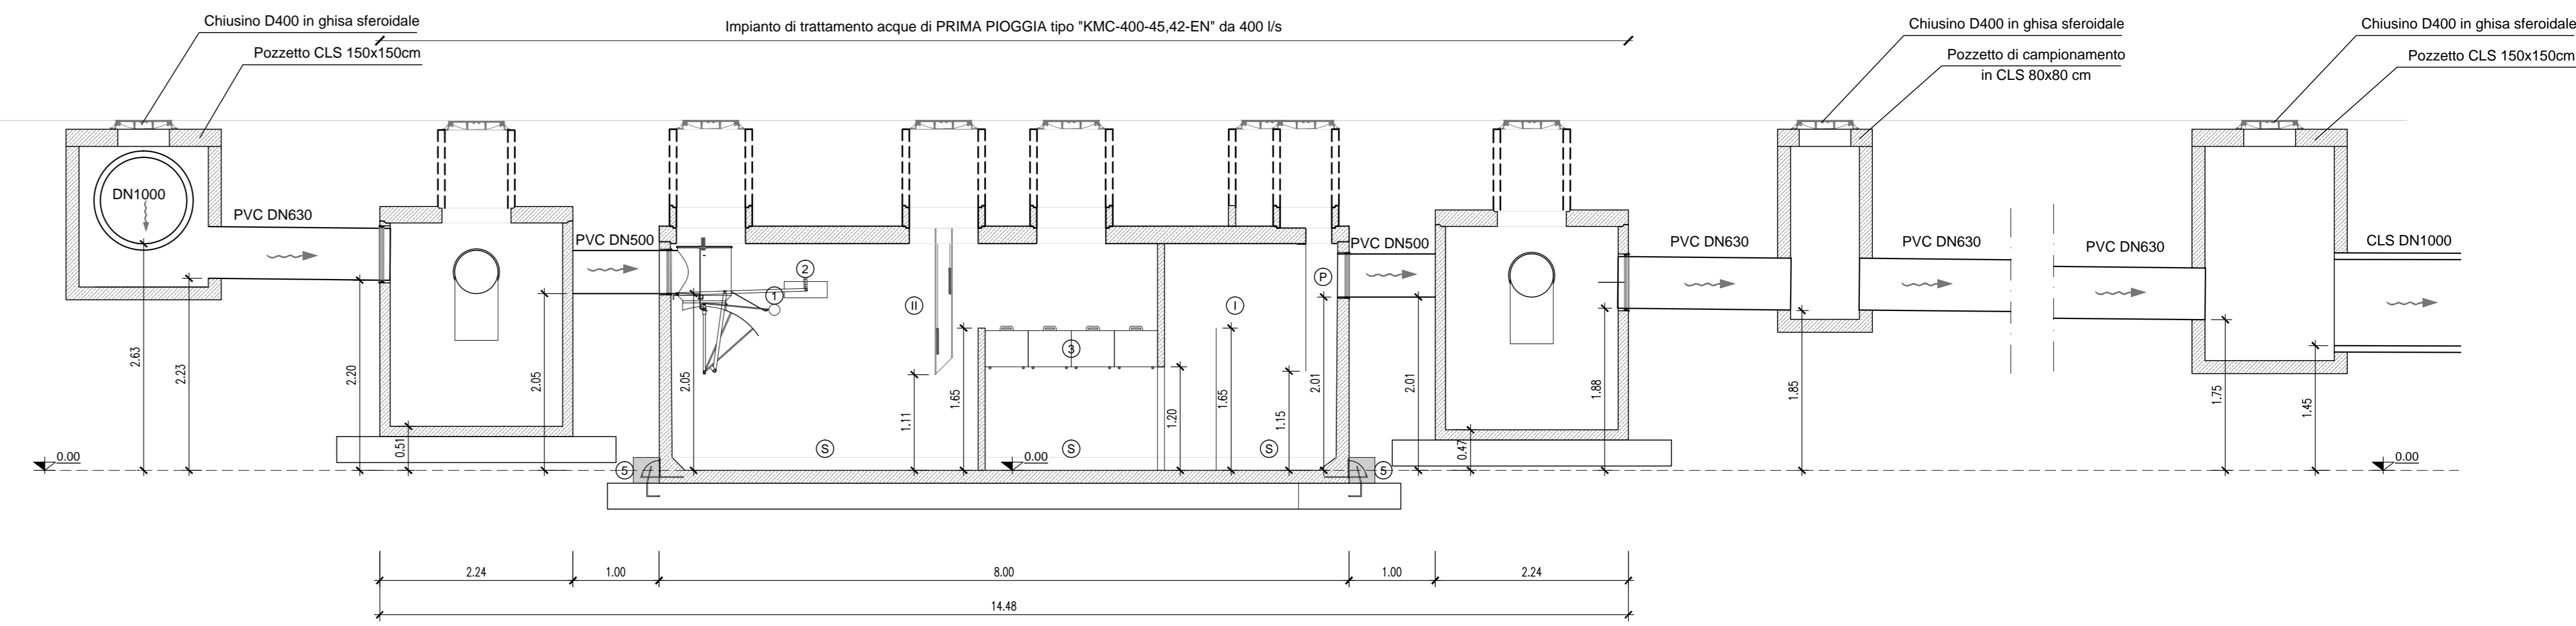 Chiusino D400 in ghisa sferoidale
Pozzetto CLS 150x150cm
Impianto di trattamento acque di PRIMA PIOGGIA tipo "KMC-400-45,42-EN" da 400 l/s
Chiusino D400 in ghisa sferoidale
Pozzetto di campionamento
in CLS 80x80 cm
Chiusino D400 in ghisa sferoidale
Pozzetto CLS 150x150cm
DN1000
PVC DN630
PVC DN500
PVC DN500
PVC DN630
PVC DN630
PVC DN630
CLS DN1000
1
2
II
3
I
P
S
S
S
5
5
2.63
2.23
2.20
0.51
2.05
2.05
1.11
1.65
1.20
1.65
1.15
2.01
2.01
0.47
1.88
1.85
1.75
1.45
0.00
0.00
0.00
2.24
1.00
8.00
1.00
2.24
14.48